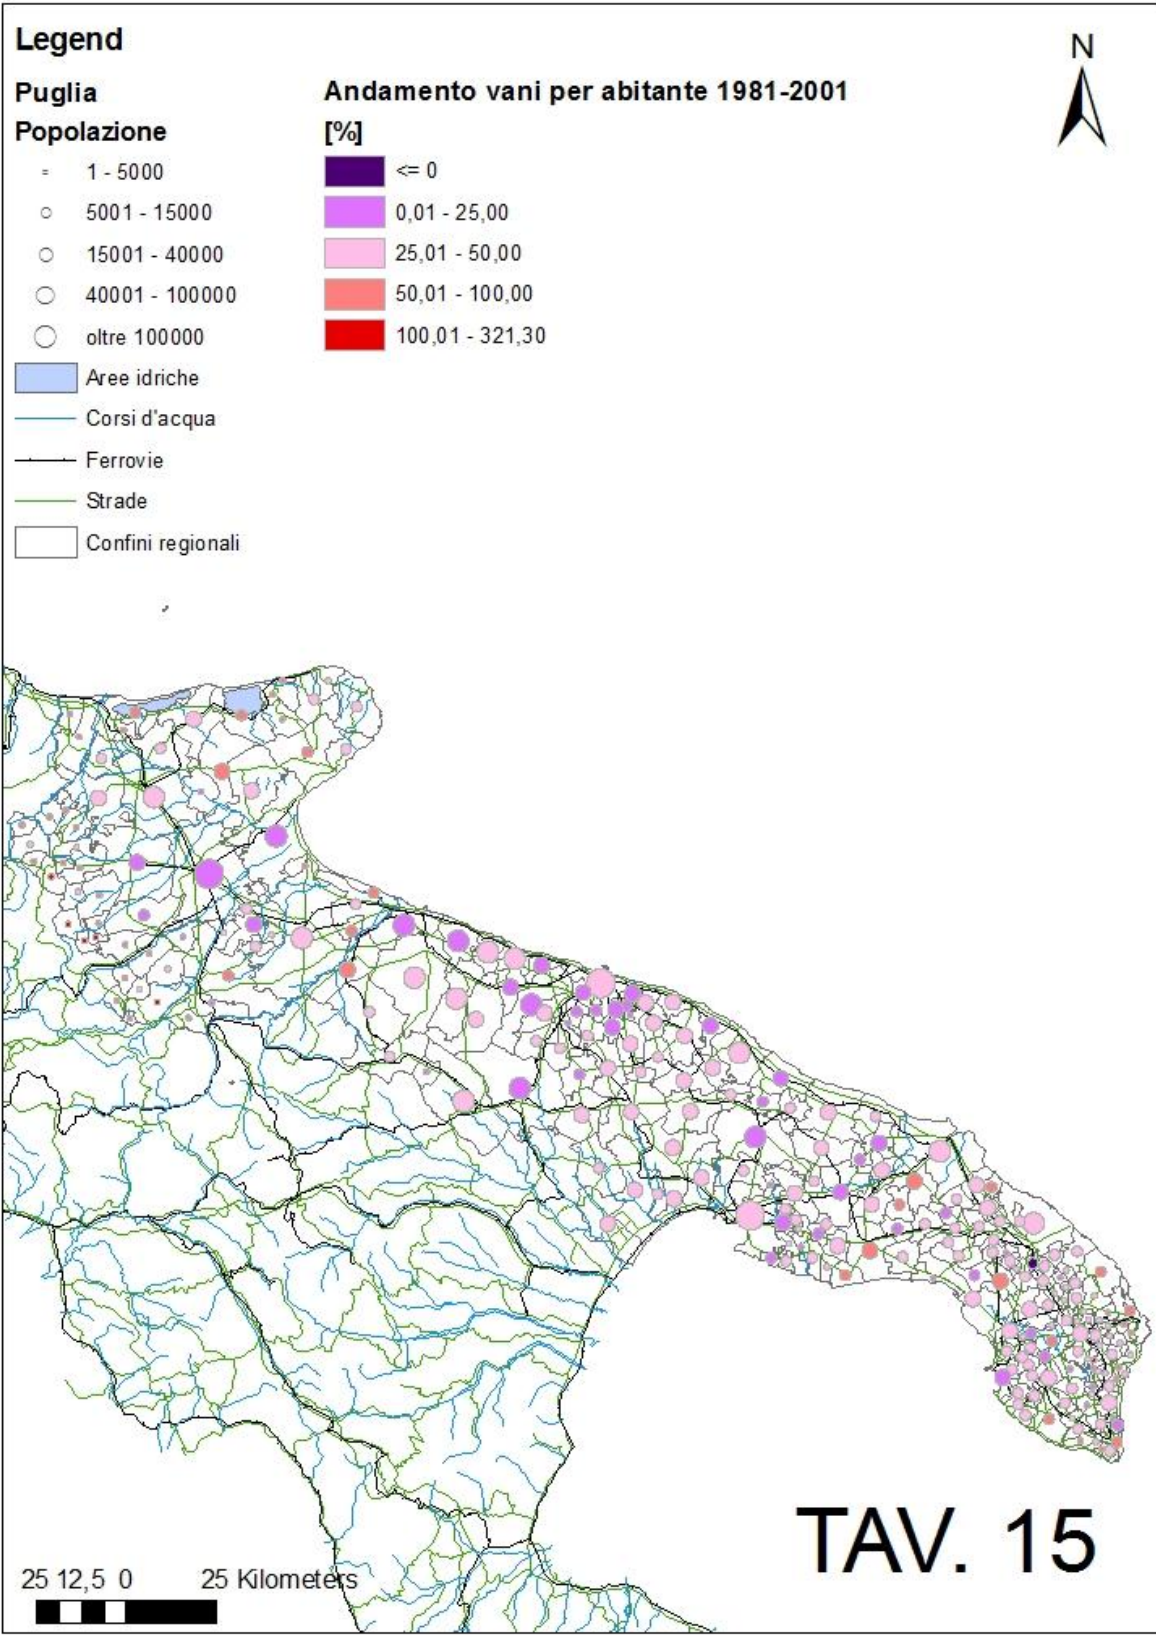 Legend
N
Puglia
Popolazione
1 - 5000
5001 - 15000
15001 - 40000
40001 - 100000
oltre 100000
Aree idriche
Corsi d'acqua
Ferrovie
Strade
Confini regionali
Andamento vani per abitante 1981-2001
[%]
<= 0
0,01 - 25,00
25,01 - 50,00
50,01 - 100,00
100,01 - 321,30
TAV. 15
25 12,5 0 25 Kilometers